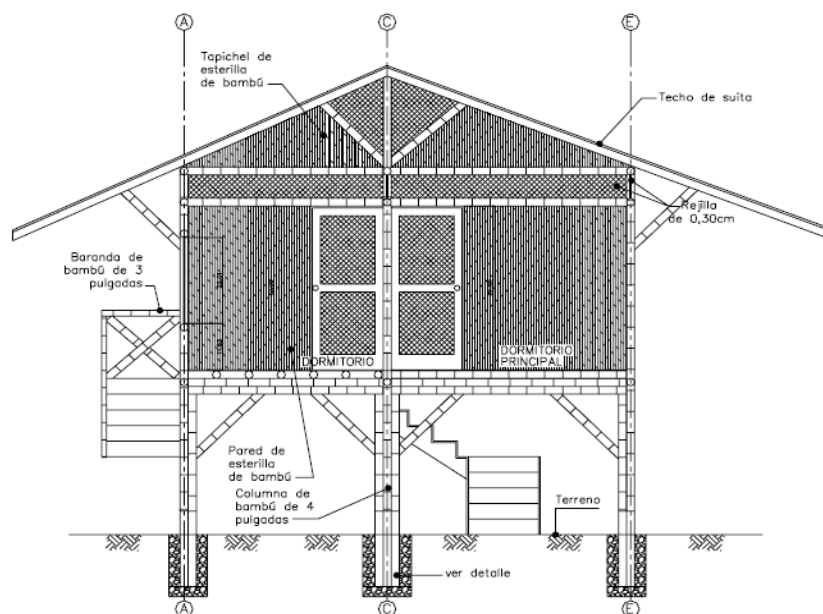 A
C
E
Tapichel de
esterilla
de bambú
Techo de suita
Rejilla
de 0,30cm
Baranda de
bambú de 3
pulgadas
DORMITORIO
DORMITORIO
PRINCIPAL
Pared de
esterilla
de bambú
Columna de
bambú de 4
pulgadas
Terreno
ver detalle
A
C
E